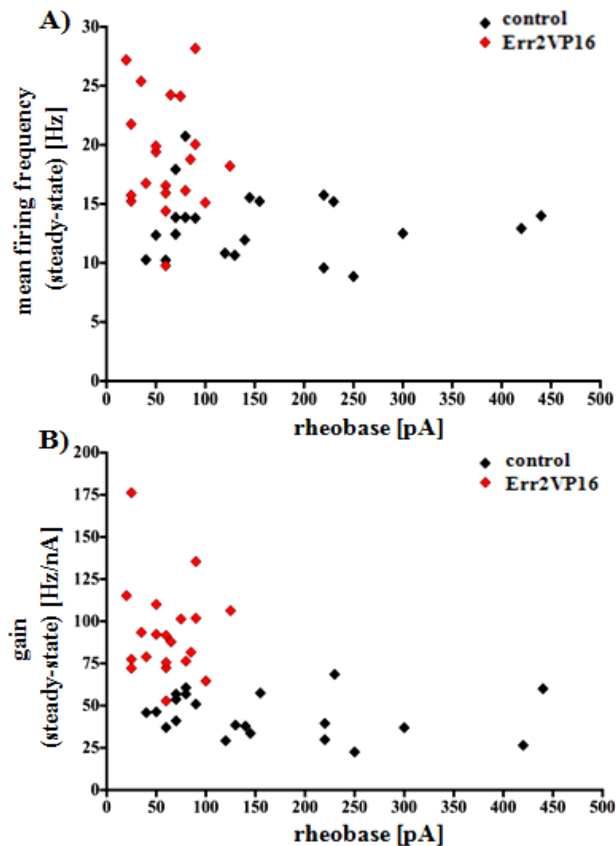 A)
control
Err2VP16
mean firing frequency
(steady-state) [Hz]
30
25
20
15
10
5
0
0 50 100 150 200 250 300 350 400 450 500
rheobase [pA]
B)
control
Err2VP16
gain
(steady-state) [Hz/nA]
200
175
150
125
100
75
50
25
0
0 50 100 150 200 250 300 350 400 450 500
rheobase [pA]